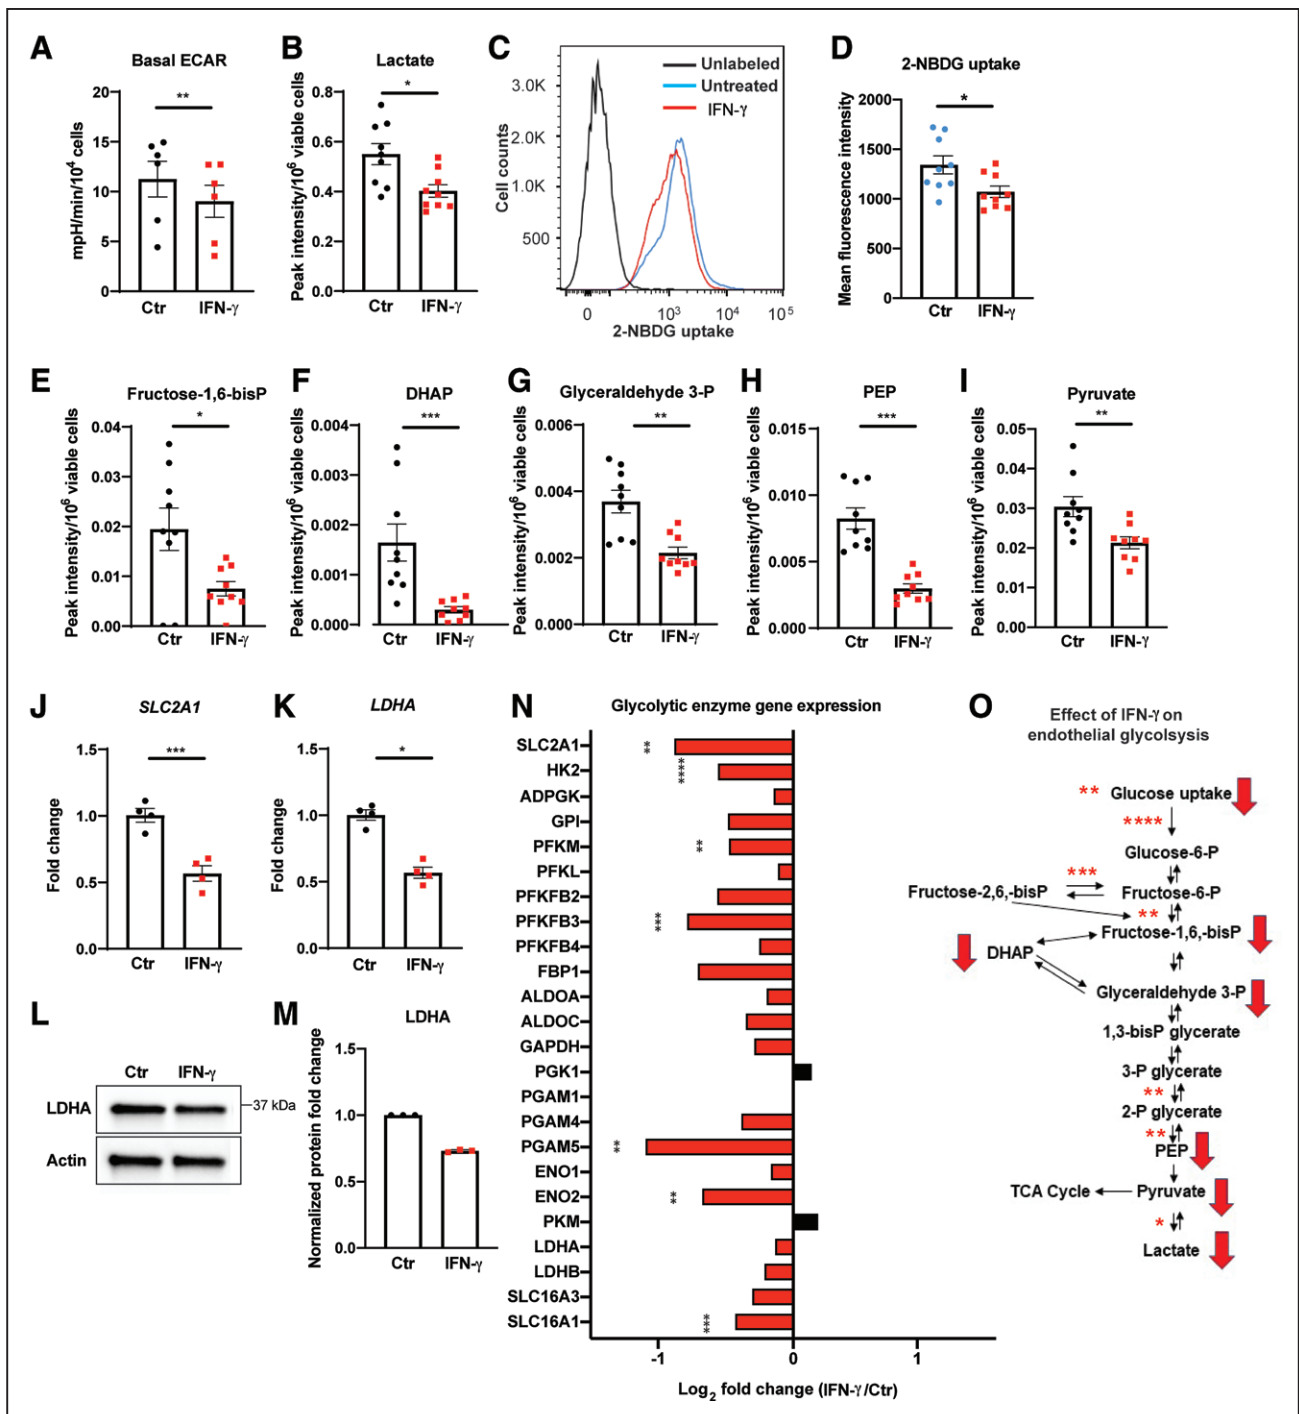 A
Basal ECAR
mpH/min/10⁴ cells
20
15
10
5
0
**
Ctr
IFN-γ
B
Lactate
Peak intensity/10⁶ viable cells
0.8
0.6
0.4
0.2
0.0
*
Ctr
IFN-γ
C
Cell counts
3.0K
2.0K
1.0K
500
Unlabeled
Untreated
IFN-γ
0
10³
10⁴
10⁵
2-NBDG uptake
D
2-NBDG uptake
Mean fluorescence intensity
2000
1500
1000
500
0
*
Ctr
IFN-γ
E
Fructose-1,6-bisP
Peak intensity/10⁶ viable cells
0.04
0.03
0.02
0.01
0.00
*
Ctr
IFN-γ
F
DHAP
Peak intensity/10⁶ viable cells
0.004
0.003
0.002
0.001
0.000
***
Ctr
IFN-γ
G
Glyceraldehyde 3-P
Peak intensity/10⁶ viable cells
0.006
0.004
0.002
0.000
**
Ctr
IFN-γ
H
PEP
Peak intensity/10⁶ viable cells
0.015
0.010
0.005
0.000
***
Ctr
IFN-γ
I
Pyruvate
Peak intensity/10⁶ viable cells
0.05
0.04
0.03
0.02
0.01
0.00
**
Ctr
IFN-γ
J
SLC2A1
Fold change
1.5
1.0
0.5
0.0
***
Ctr
IFN-γ
K
LDHA
Fold change
1.5
1.0
0.5
0.0
*
Ctr
IFN-γ
L
Ctr
IFN-γ
LDHA
37 kDa
Actin
M
LDHA
Normalized protein fold change
1.5
1.0
0.5
0.0
Ctr
IFN-γ
N
Glycolytic enzyme gene expression
SLC2A1
**
HK2
****
ADPGK
GPI
PFKM
**
PFKL
PFKFB2
PFKFB3
***
PFKFB4
FBP1
ALDOA
ALDOC
GAPDH
PGK1
PGAM1
PGAM4
PGAM5
**
ENO1
ENO2
**
PKM
LDHA
LDHB
SLC16A3
SLC16A1
***
-1
0
1
Log₂ fold change (IFN-γ/Ctr)
O
Effect of IFN-γ on
endothelial glycolsysis
** Glucose uptake
****
Glucose-6-P
***
Fructose-2,6,-bisP
Fructose-6-P
**
Fructose-1,6,-bisP
DHAP
Glyceraldehyde 3-P
1,3-bisP glycerate
3-P glycerate
**
2-P glycerate
**
PEP
TCA Cycle
Pyruvate
*
Lactate